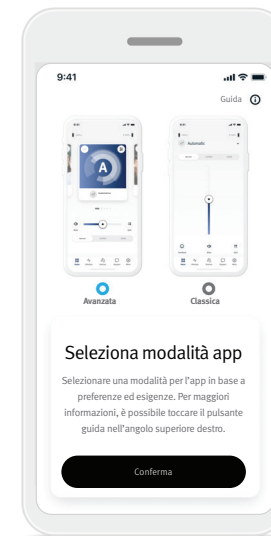 9:41
Guida
Automatic
A
Avanzata
Classica
Seleziona modalità app
Selezionare una modalità per l'app in base a
preferenze ed esigenze. Per maggiori
informazioni, è possibile toccare il pulsante
guida nell'angolo superiore destro.
Conferma